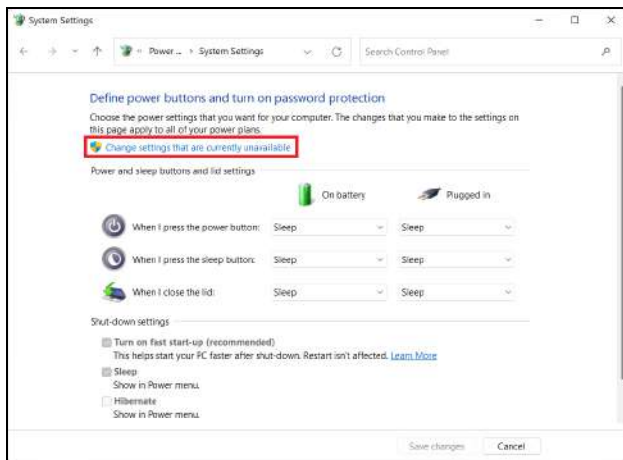 System Settings
Power ... › System Settings
Search Control Panel
Define power buttons and turn on password protection
Choose the power settings that you want for your computer. The changes that you make to the settings on
this page apply to all of your power plans.
Change settings that are currently unavailable
Power and sleep buttons and lid settings
On battery Plugged in
When I press the power button: Sleep Sleep
When I press the sleep button: Sleep Sleep
When I close the lid: Sleep Sleep
Shut-down settings
Turn on fast start-up (recommended)
This helps start your PC faster after shut-down. Restart isn't affected. Learn More
Sleep
Show in Power menu.
Hibernate
Show in Power menu.
Save changes Cancel